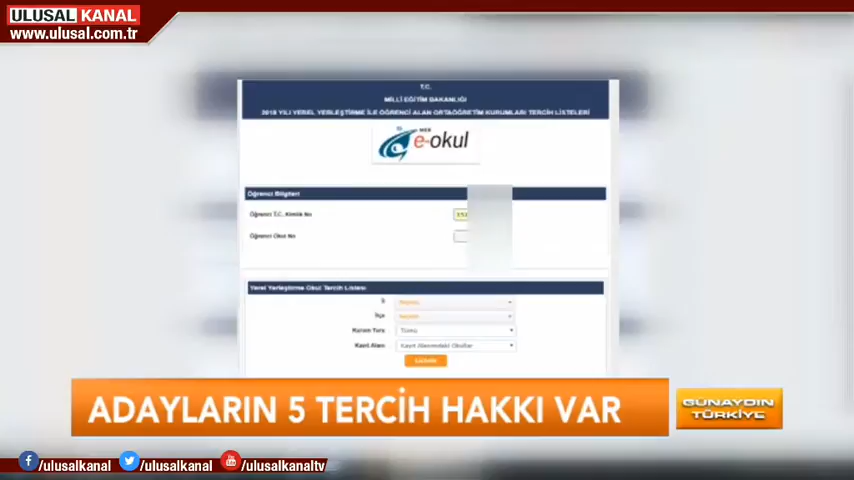 ULUSAL KANAL
www.ulusal.com.tr
T.C.
MİLLİ EĞİTİM BAKANLIĞI
2018 YILI YEREL YERLEŞTİRME İLE ÖĞRENCİ ALAN ORTAÖĞRETİM KURUMLARI TERCİH LİSTELERİ
MEB
e-okul
Öğrenci Bilgileri
Öğrenci T.C. Kimlik No
Öğrenci Okul No
Yerel Yerleştirme Okul Tercih Listesi
İl
İlçe
Kurum Türü Tümü
Kayıt Alanı Kayıt Alanımdaki Okullar
ADAYLARIN 5 TERCİH HAKKI VAR
GÜNAYDIN
TÜRKİYE
/ulusalkanal /ulusalkanal /ulusalkanaltv